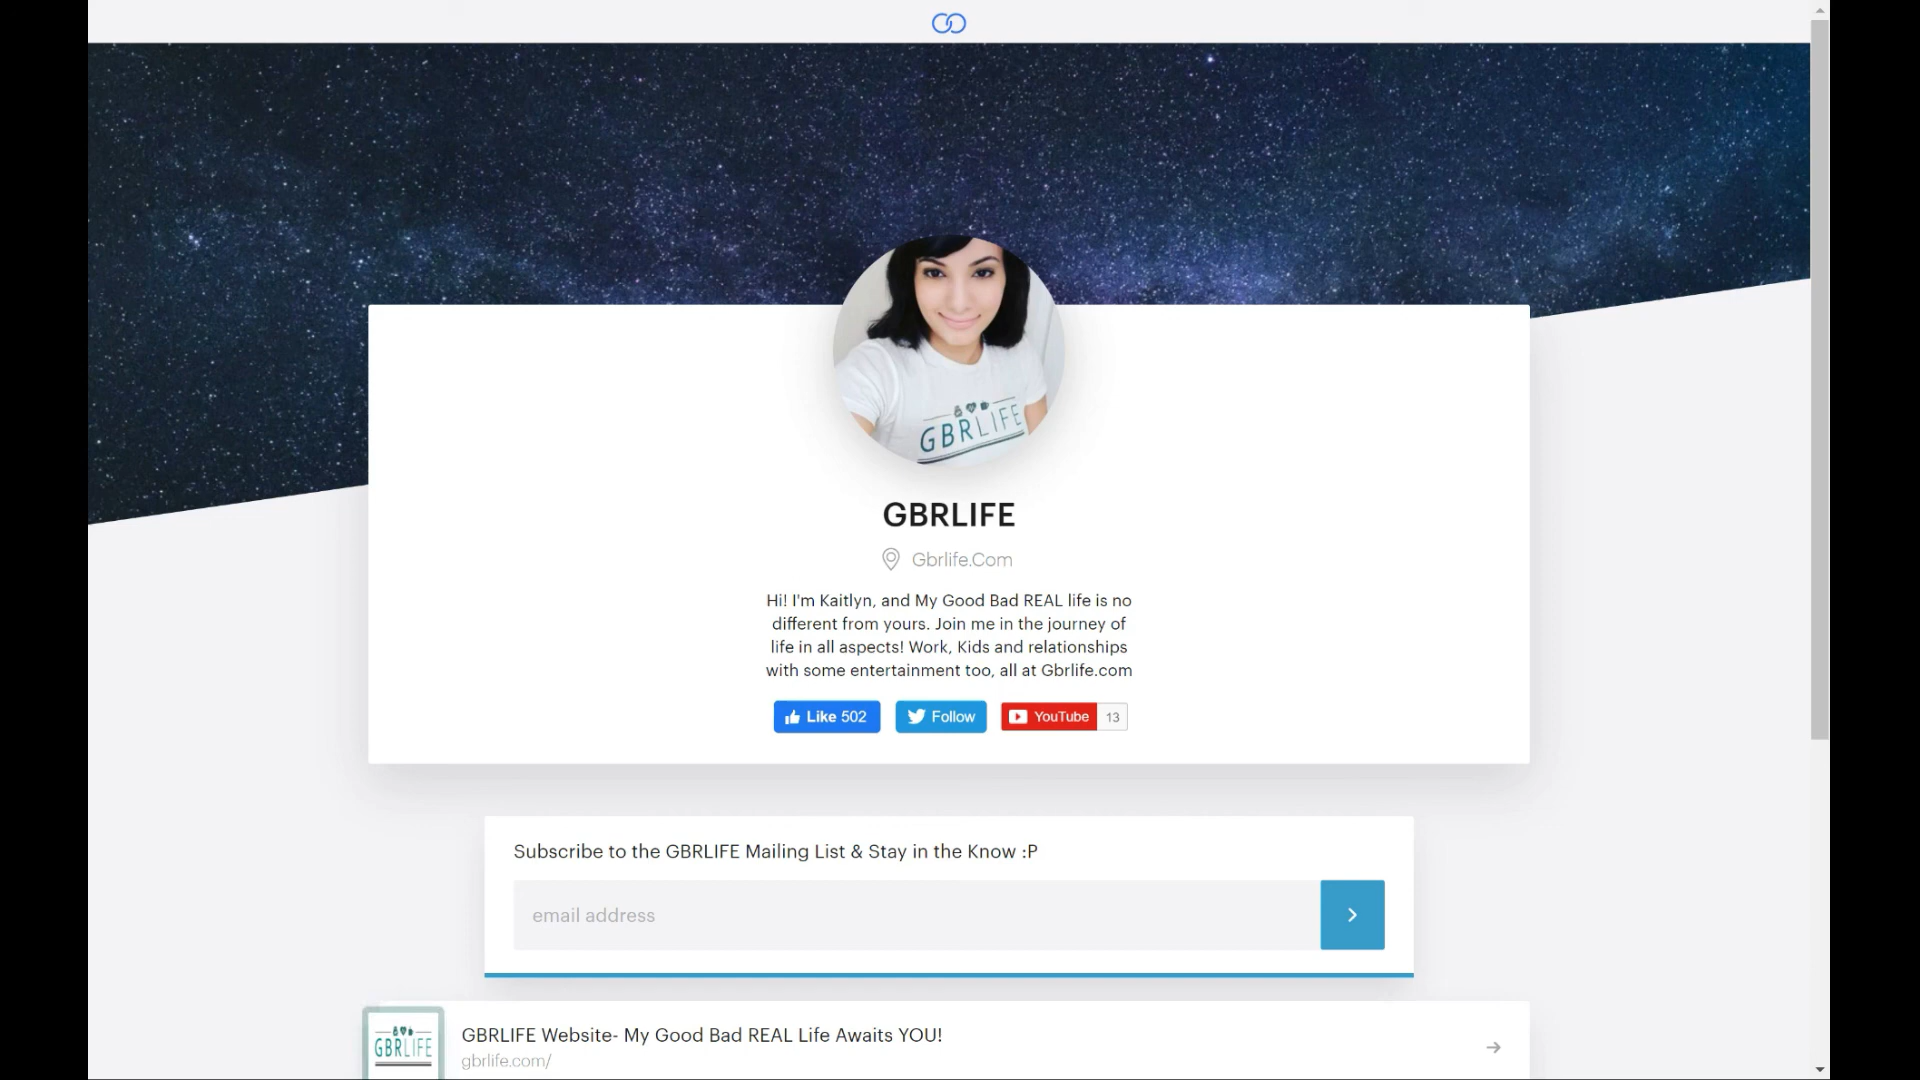 GBRLIFE
GBRLIFE
Gbrlife.Com
Hi! I'm Kaitlyn, and My Good Bad REAL life is no
different from yours. Join me in the journey of
life in all aspects! Work, Kids and relationships
with some entertainment too, all at Gbrlife.com
Like 502
Follow
YouTube 13
Subscribe to the GBRLIFE Mailing List & Stay in the Know :P
email address
GBRLIFE
GBRLIFE Website- My Good Bad REAL Life Awaits YOU!
gbrlife.com/